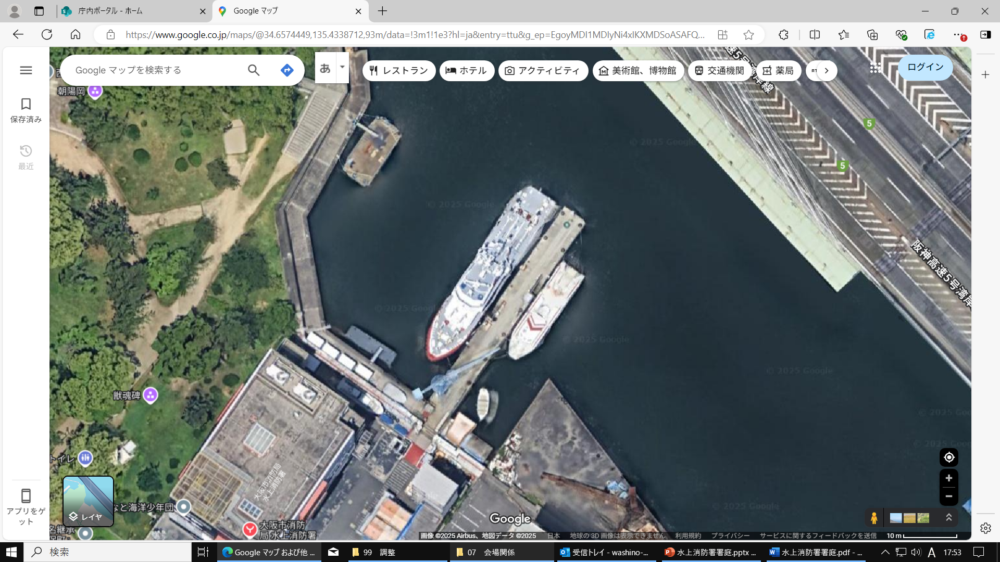 庁内ポータル - ホーム
Google マップ
https://www.google.co.jp/maps/@34.6574449,135.4338712,93m/data=!3m1!1e3?hl=ja&entry=ttu&g_ep=EgoyMDI1MDIyNi4xIKXMDSoASAFQ...
Google マップを検索する
あ
レストラン
ホテル
アクティビティ
美術館、博物館
交通機関
薬局
ログイン
保存済み
最近
アプリをゲ
ット
朝陽岡
5
5
阪神高速5号湾岸
獣魂碑
トイレ
大阪市消防局
水上消防署
なと海洋少年団
大阪市消防
局水上消防署
レイヤ
© 2025 Google
© 2025 Google
© 2025 Google
© 2025 Google
© 2025 Google
Google
画像 ©2025 Airbus、地図データ ©2025
日本
地球の 3D 画像は表示できません
利用規約
プライバシー
サービスに関するフィードバックを送信
10 m
検索
Google マップ および他 ...
99 調整
07 会場関係
受信トレイ - washino-...
水上消防署署庭.pptx ...
水上消防署署庭.pdf - ...
A
17:53